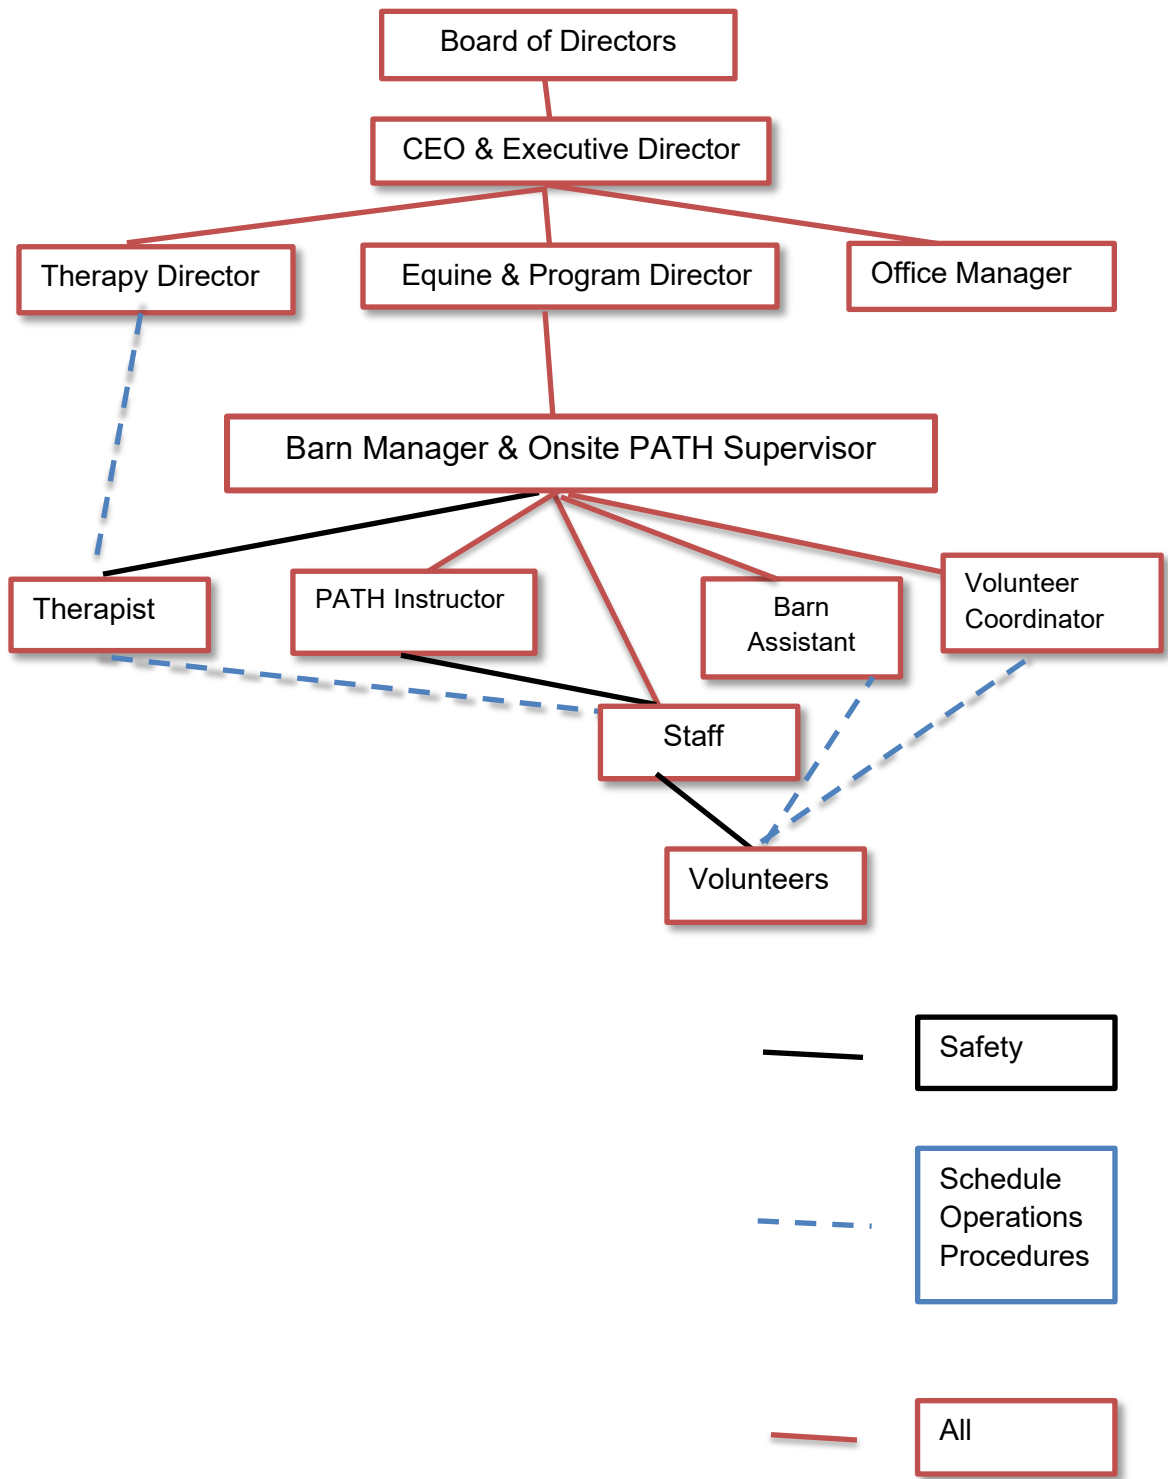 Board of Directors
CEO & Executive Director
Therapy Director
Equine & Program Director
Office Manager
Barn Manager & Onsite PATH Supervisor
Therapist
PATH Instructor
Barn
Assistant
Volunteer
Coordinator
Staff
Volunteers
Safety
Schedule
Operations
Procedures
All